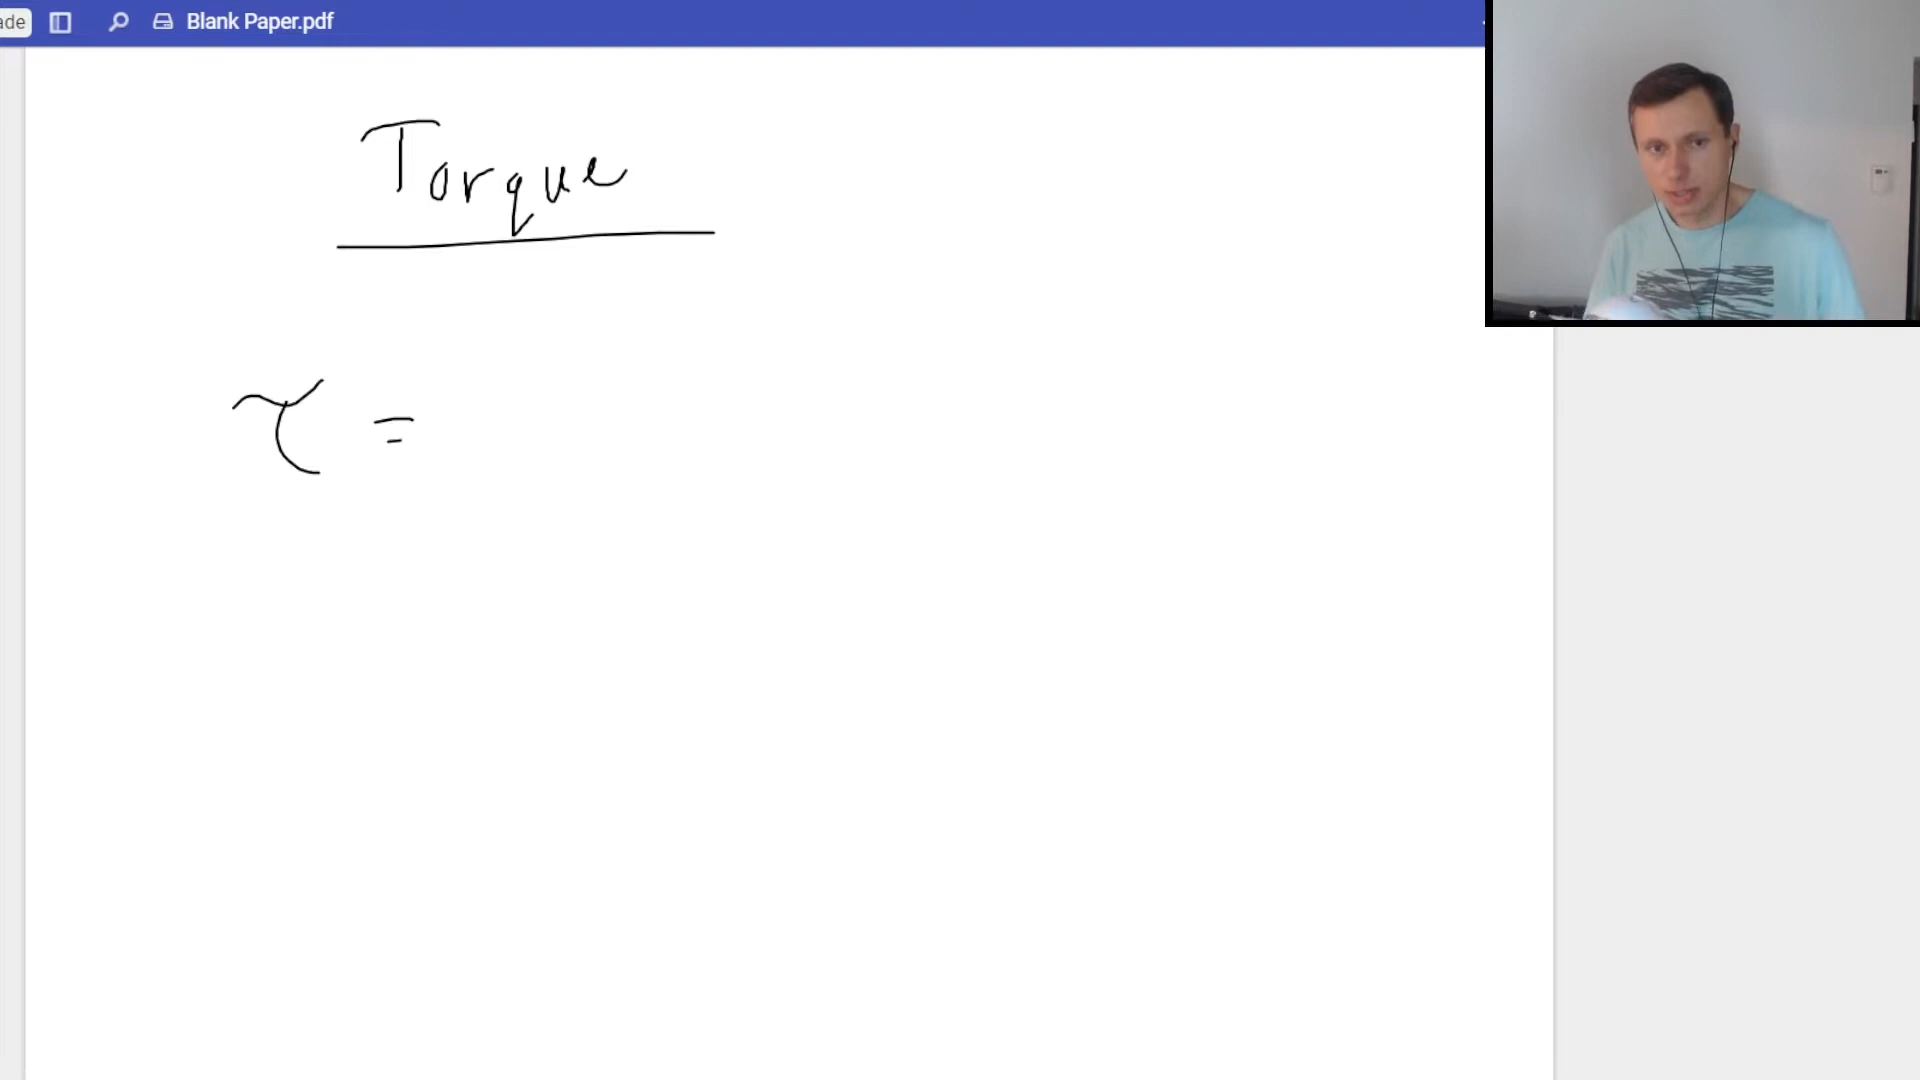 ade Blank Paper.pdf
Torque
τ =